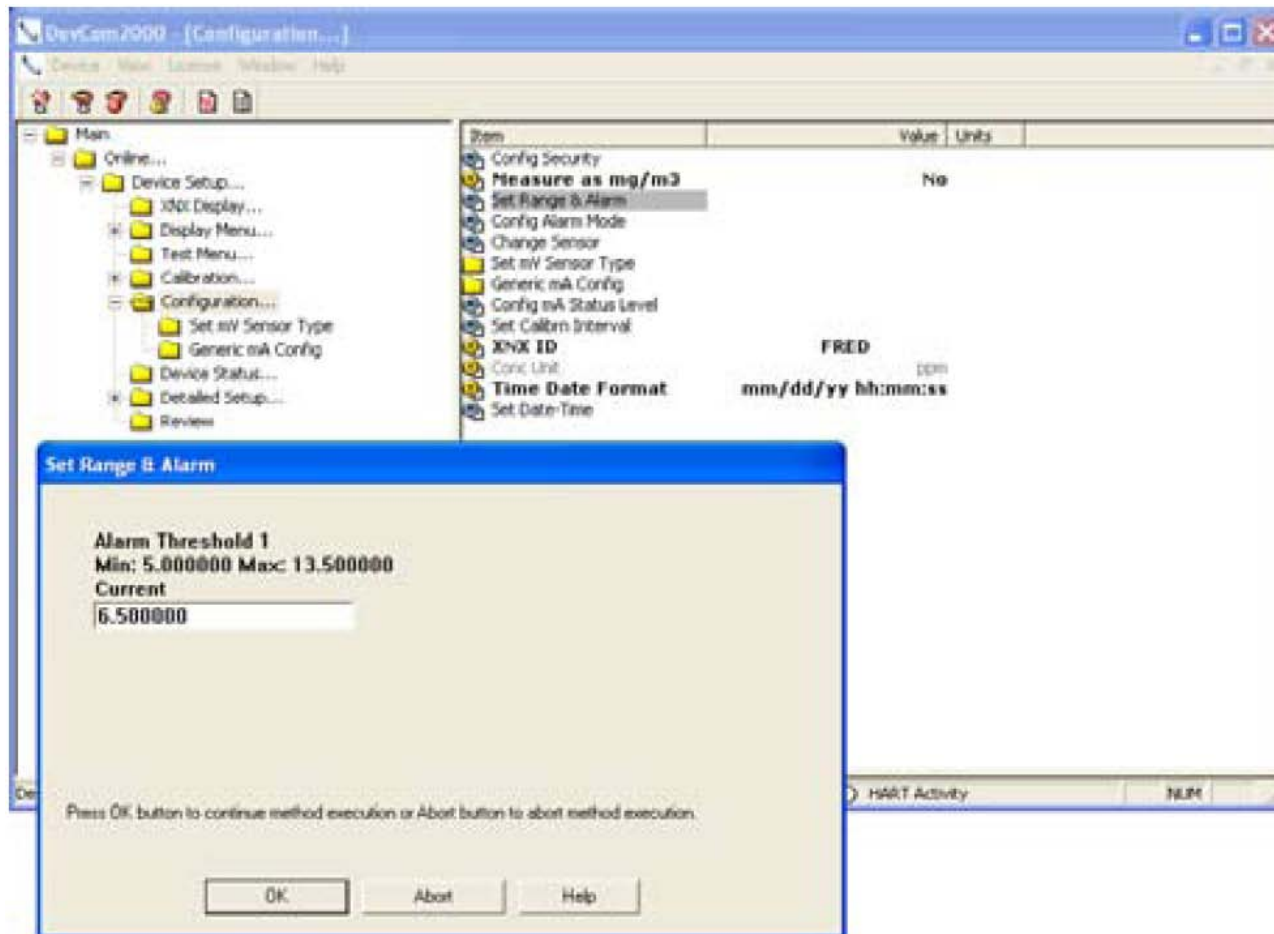 DevCom2000 - [Configuration...]
Device View License Window Help
Main
Online...
Device Setup...
XNX Display...
Display Menu...
Test Menu...
Calibration...
Configuration...
Set mV Sensor Type
Generic mA Config
Device Status...
Detailed Setup...
Review
Item Value Units
Config Security
Measure as mg/m3 No
Set Range & Alarm
Config Alarm Mode
Change Sensor
Set mV Sensor Type
Generic mA Config
Config mA Status Level
Set Calibrn Interval
XNX ID FRED
Conc Unit ppm
Time Date Format mm/dd/yy hh:mm:ss
Set Date-Time
Set Range & Alarm
Alarm Threshold 1
Min: 5.000000 Max: 13.500000
Current
6.500000
Press OK button to continue method execution or Abort button to abort method execution.
OK Abort Help
De
HART Activity NUM